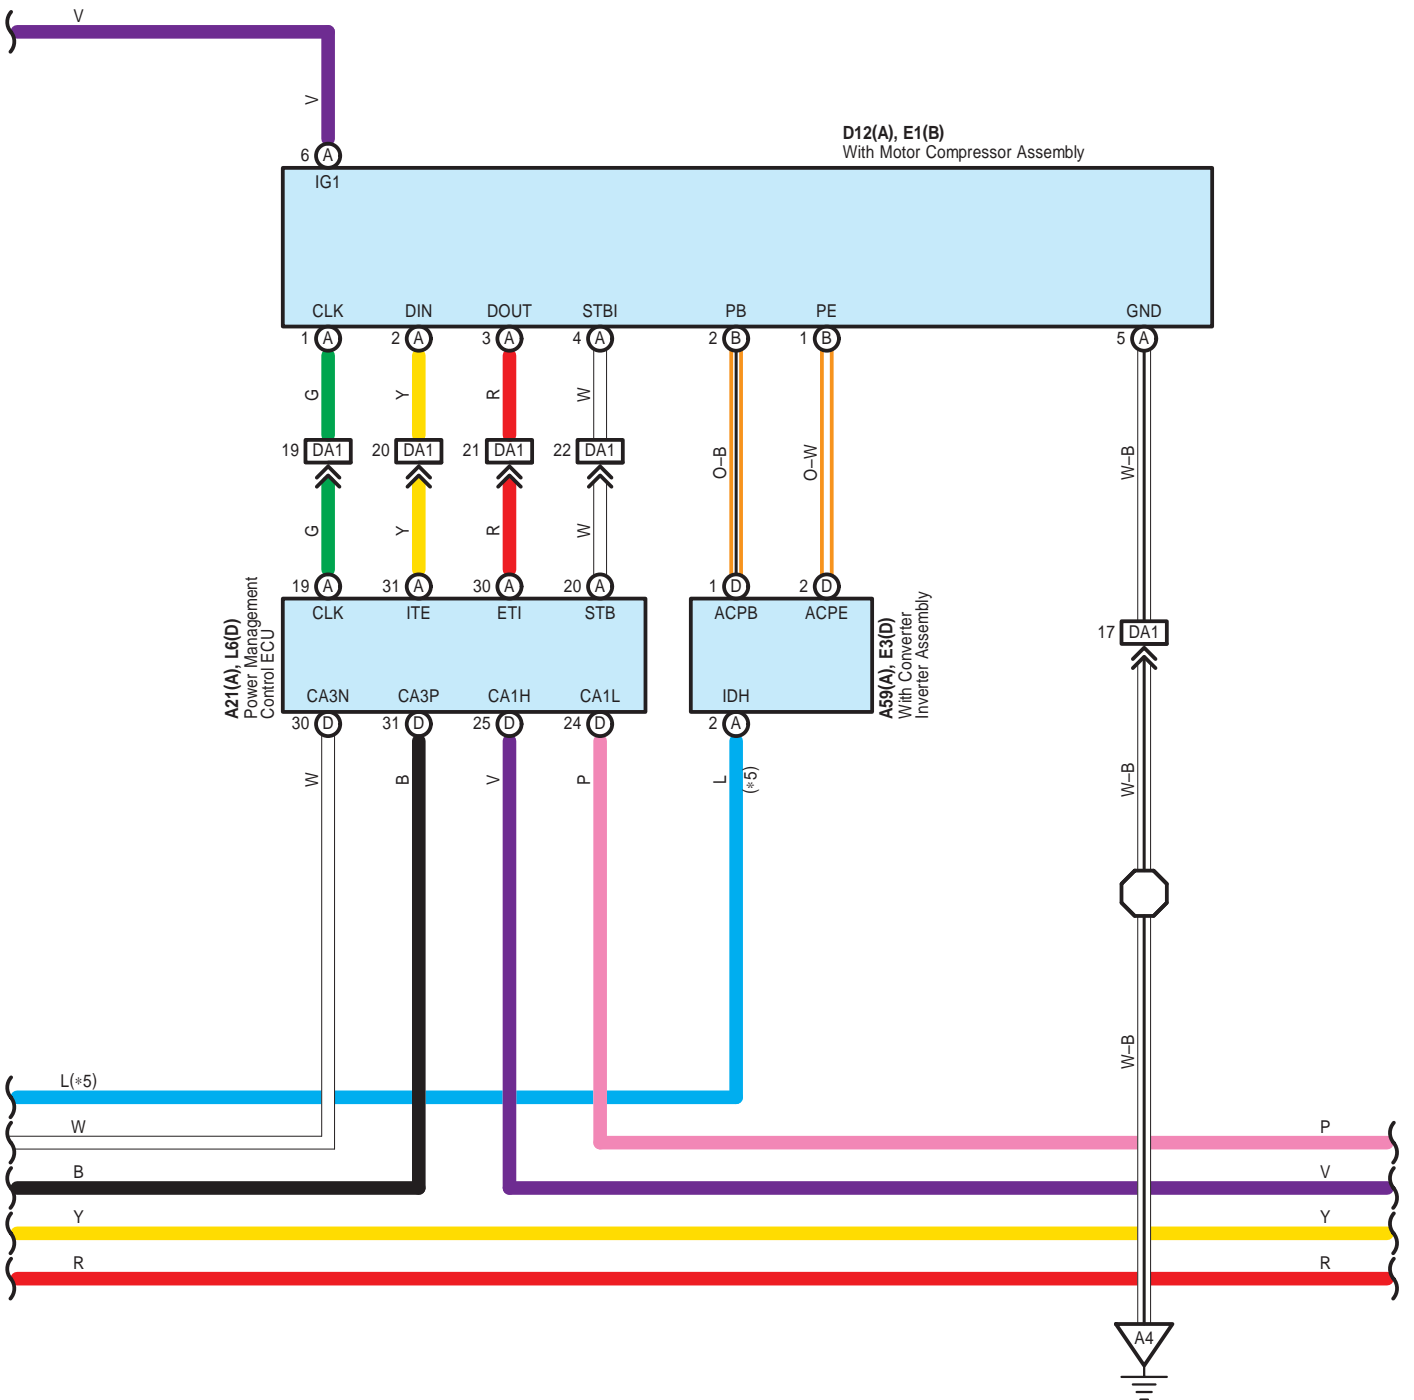 V
V
D12(A), E1(B)
With Motor Compressor Assembly
6 A
IG1
CLK DIN DOUT STBI PB PE GND
1 A 2 A 3 A 4 A 2 B 1 B 5 A
G Y R W O–B O–W W–B
19 DA1 20 DA1 21 DA1 22 DA1
G Y R W
19 A 31 A 30 A 20 A 1 D 2 D
CLK ITE ETI STB ACPB ACPE
A21(A), L6(D)
Power Management
Control ECU
A59(A), E3(D)
With Converter
Inverter Assembly
17 DA1
CA3N CA3P CA1H CA1L IDH
30 D 31 D 25 D 24 D 2 A
W B V P L (*5) W–B
W–B
L(*5)
W P
B V
Y Y
R R
A4